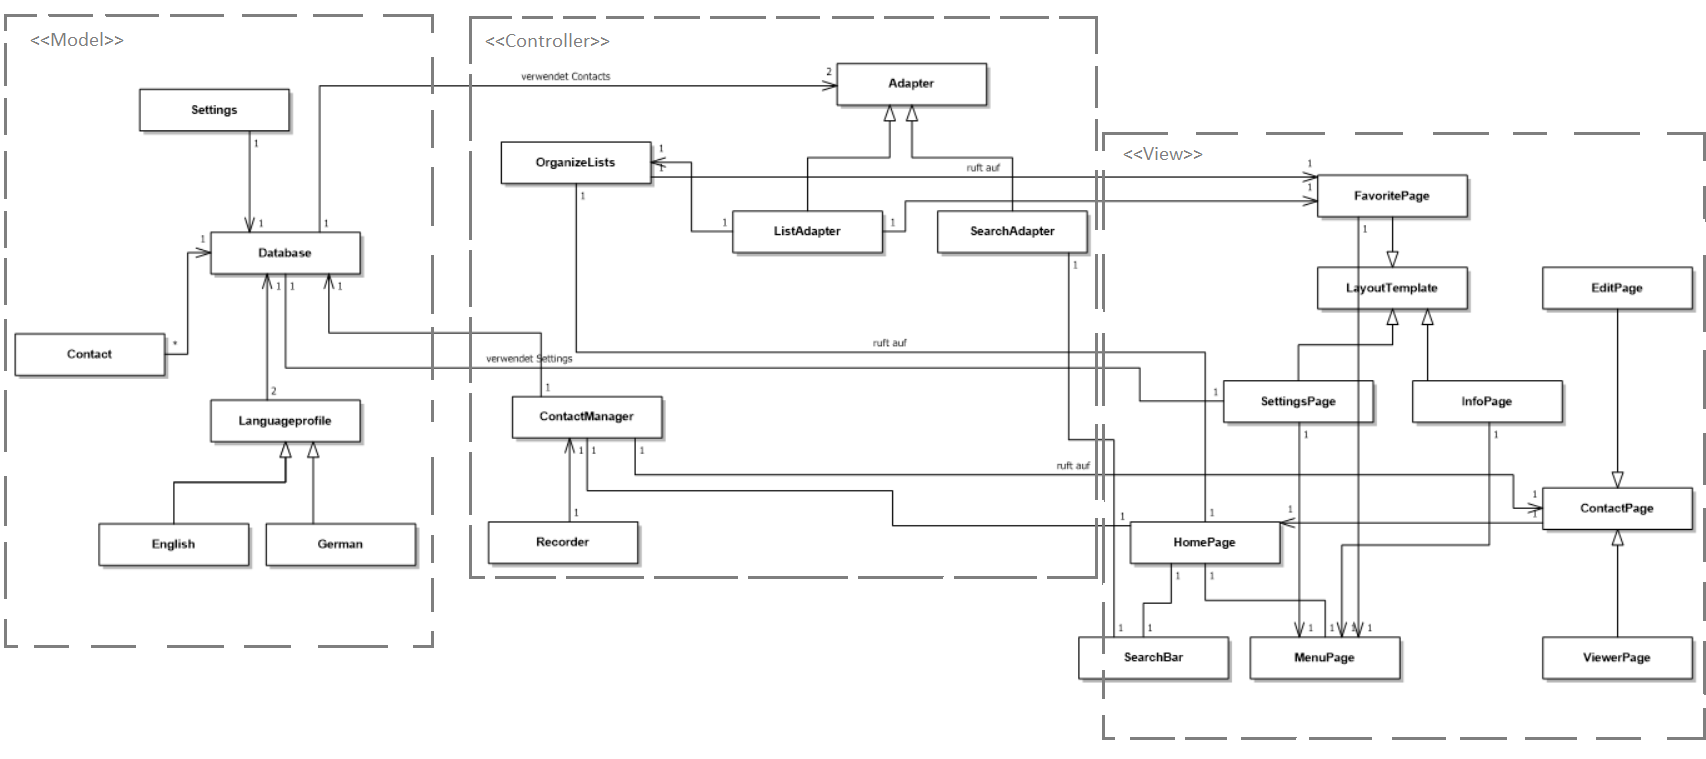 <<Model>>
<<Controller>>
verwendet Contacts
2
Adapter
Settings
1
OrganizeLists
1
1
ruft auf
<<View>>
1
1
FavoritePage
1
1
1
1
1
1
ListAdapter
SearchAdapter
1
1
Database
1
1
1
1
LayoutTemplate
EditPage
Contact
*
ruft auf
verwendet Settings
2
1
1
SettingsPage
InfoPage
Languageprofile
ContactManager
1
1
1
1
1
ruft auf
1
1
1
1
1
1
ContactPage
English
German
Recorder
HomePage
1
1
1
1
1
1
1
1
SearchBar
MenuPage
ViewerPage